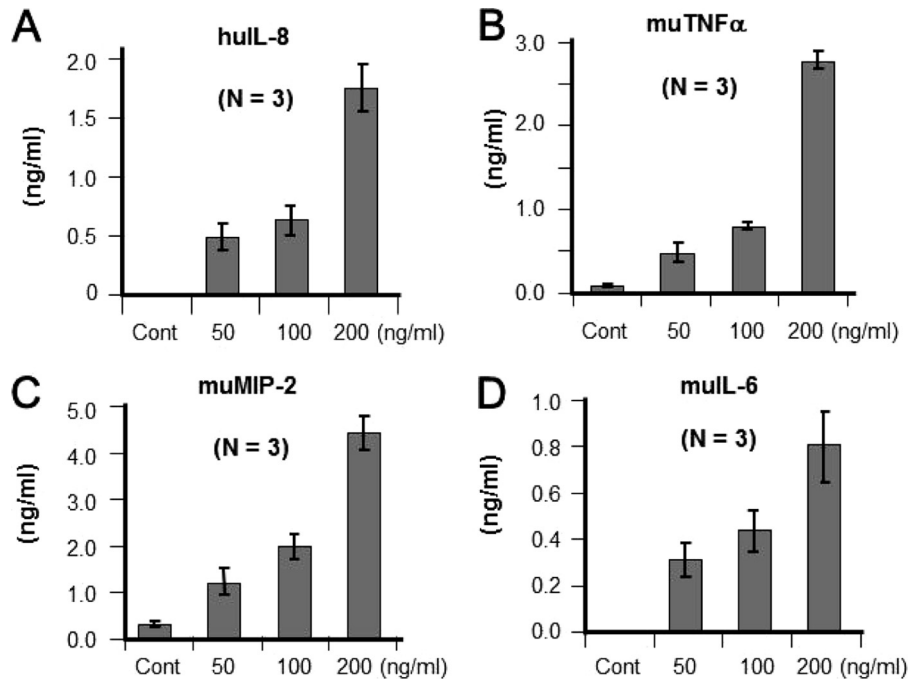 A
huIL-8
(N = 3)
(ng/ml)
2.0
1.5
1.0
0.5
0
Cont 50 100 200 (ng/ml)
B
muTNFα
(N = 3)
(ng/ml)
3.0
2.0
1.0
0.0
Cont 50 100 200 (ng/ml)
C
muMIP-2
(N = 3)
(ng/ml)
5.0
4.0
3.0
2.0
1.0
0.0
Cont 50 100 200 (ng/ml)
D
muIL-6
(N = 3)
(ng/ml)
1.0
0.8
0.6
0.4
0.2
0.0
Cont 50 100 200 (ng/ml)